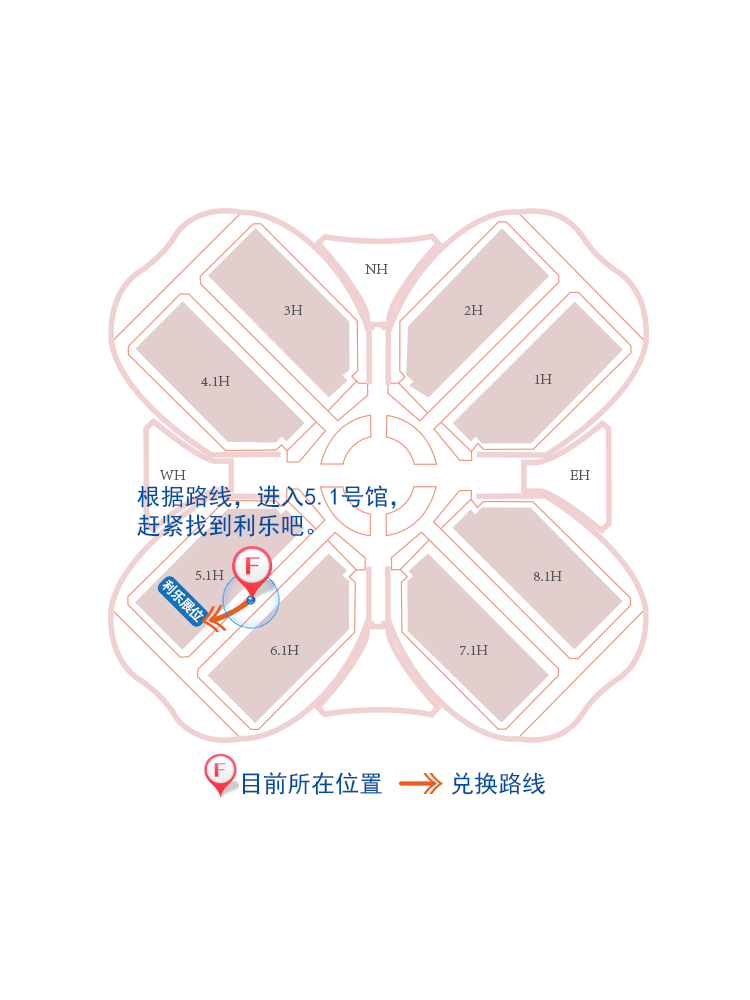 NH
3H
2H
4.1H
1H
WH
EH
根据路线，进入5.1号馆，
赶紧找到利乐吧。
F
5.1H
8.1H
利乐展位
6.1H
7.1H
F
目前所在位置
兑换路线